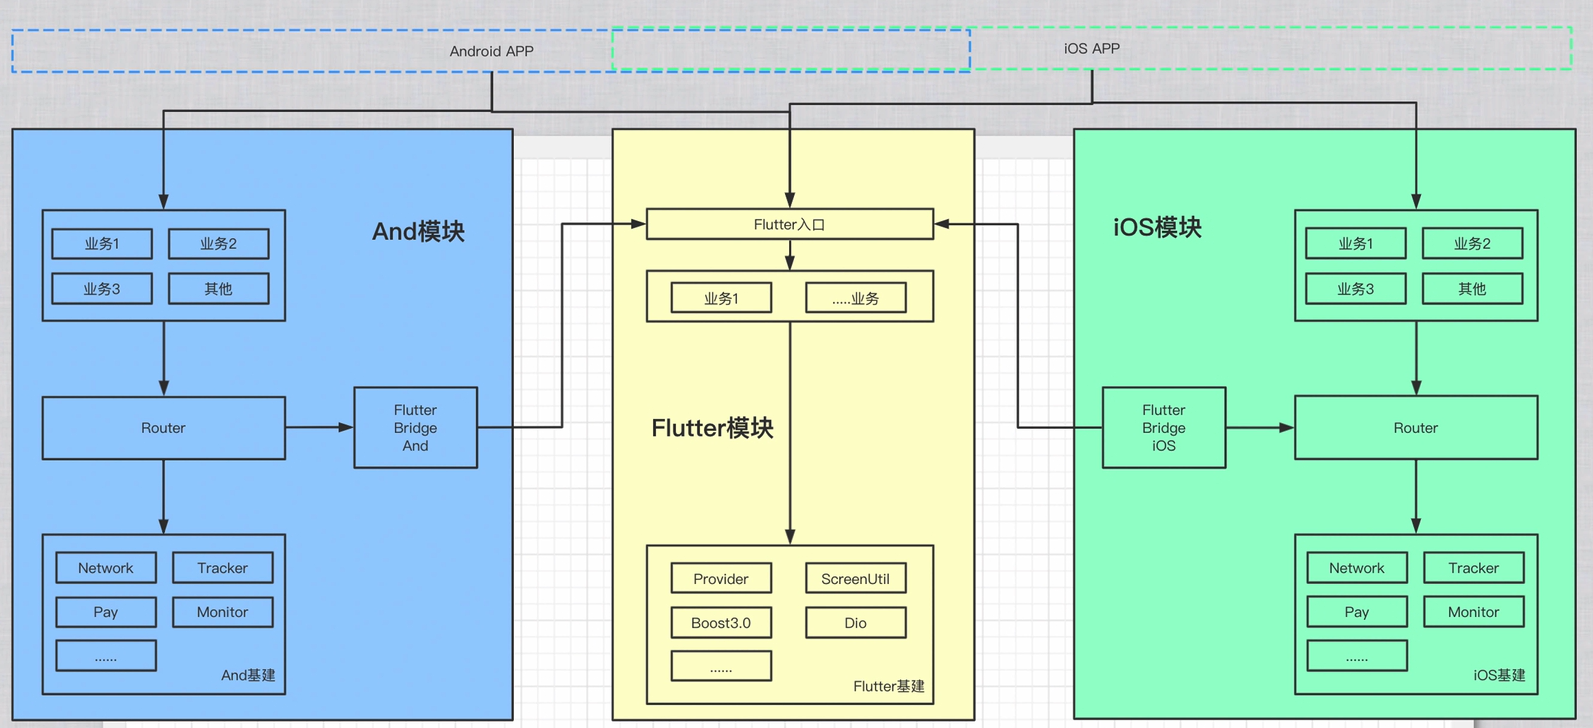 Android APP
iOS APP
And模块
业务1
业务2
业务3
其他
Router
Flutter
Bridge
And
Network
Tracker
Pay
Monitor
......
And基建
Flutter入口
业务1
.....业务
Flutter模块
Provider
ScreenUtil
Boost3.0
Dio
......
Flutter基建
iOS模块
业务1
业务2
业务3
其他
Flutter
Bridge
iOS
Router
Network
Tracker
Pay
Monitor
......
iOS基建